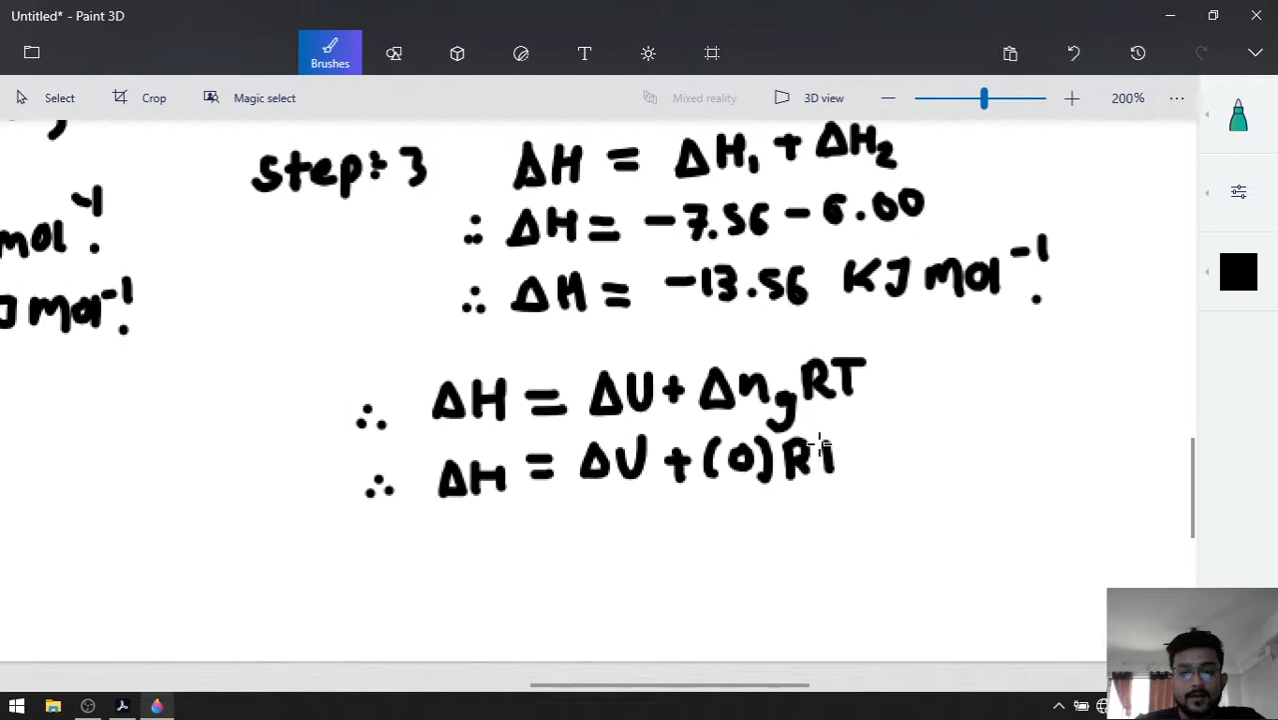 Untitled* - Paint 3D
Brushes
Select
Crop
Magic select
Mixed reality
3D view
200%
step:- 3 ΔH = ΔH₁ + ΔH₂
∴ ΔH = -7.56 - 6.00
∴ ΔH = -13.56 KJ mol⁻¹.
mol⁻¹.
J mol⁻¹.
∴ ΔH = ΔU + Δn_gRT
∴ ΔH = ΔU + (0)RT